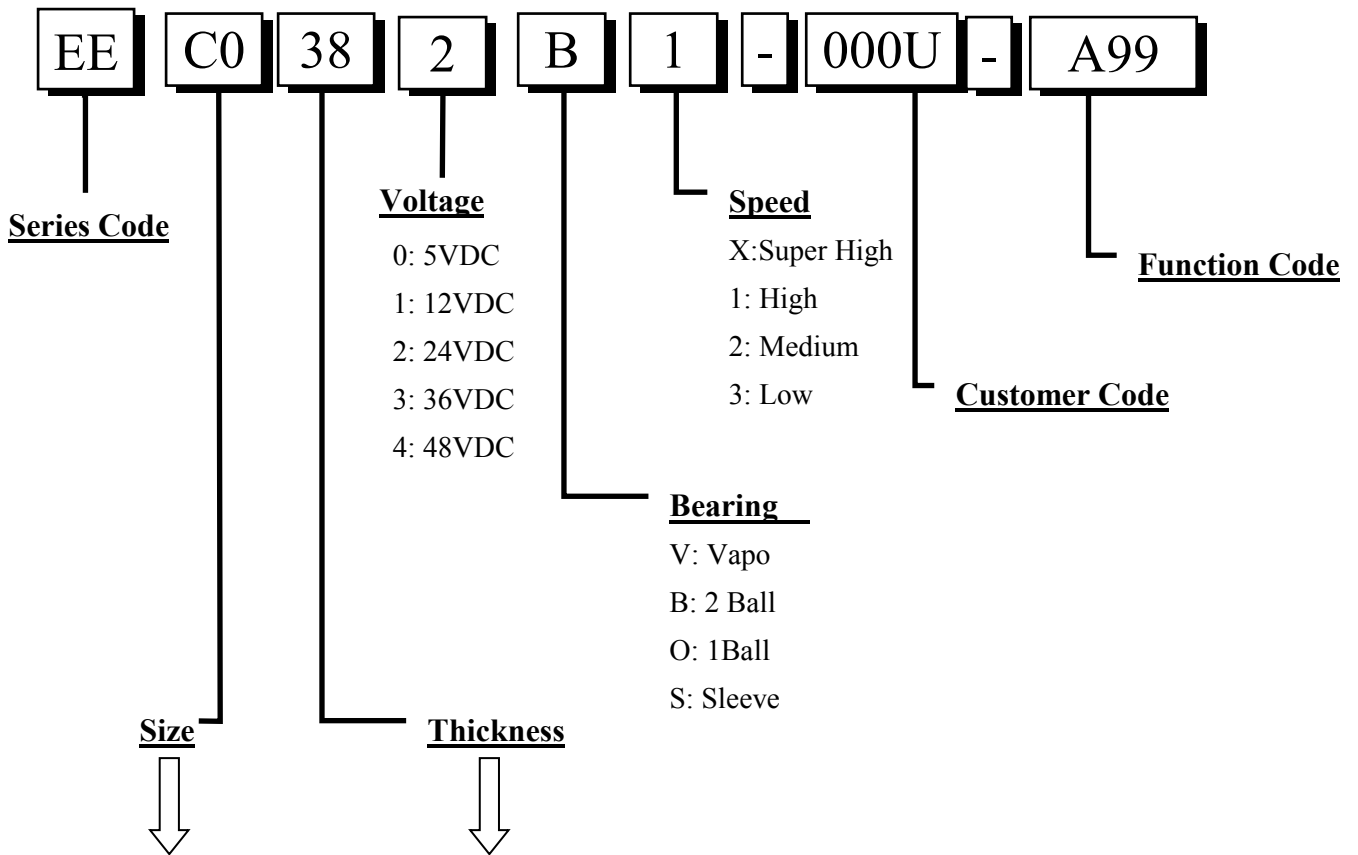 EE C0 38 2 B 1 - 000U - A99
Series Code
Voltage
0: 5VDC
1: 12VDC
2: 24VDC
3: 36VDC
4: 48VDC
Speed
X:Super High
1: High
2: Medium
3: Low
Function Code
Customer Code
Bearing
V: Vapo
B: 2 Ball
O: 1Ball
S: Sleeve
Size
Thickness